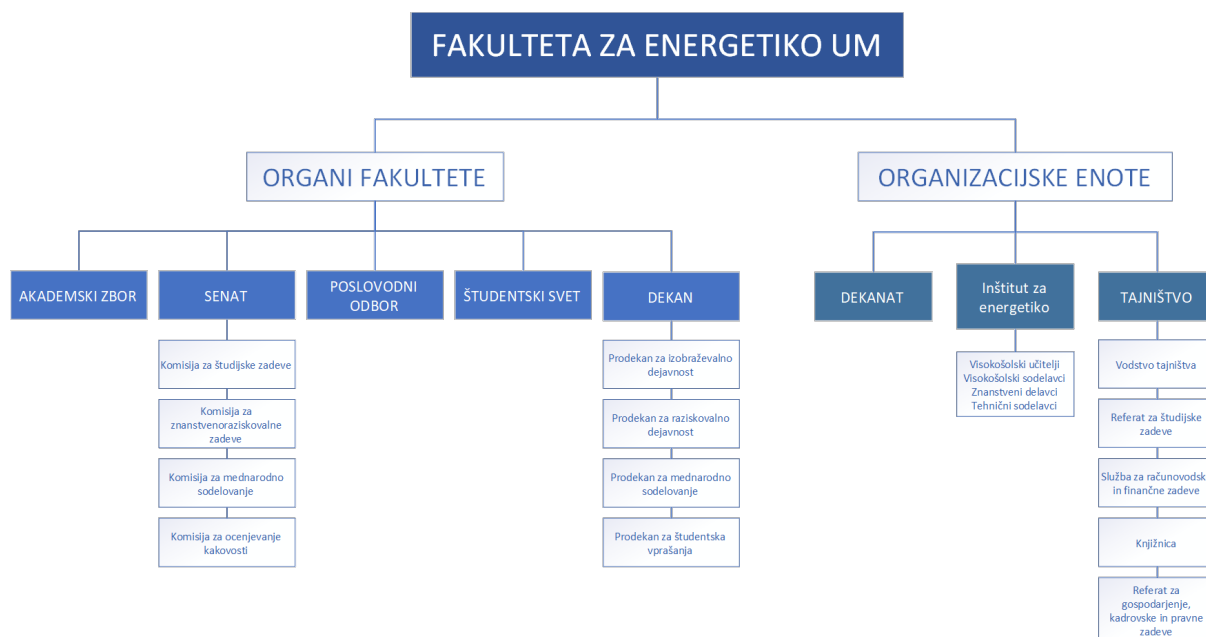 FAKULTETA ZA ENERGETIKO UM
ORGANI FAKULTETE
ORGANIZACIJSKE ENOTE
AKADEMSKI ZBOR
SENAT
POSLOVODNI
ODBOR
ŠTUDENTSKI SVET
DEKAN
DEKANAT
Inštitut za
energetiko
TAJNIŠTVO
Komisija za študijske zadeve
Komisija za
znanstvenoraziskovalne
zadeve
Komisija za mednarodno
sodelovanje
Komisija za ocenjevanje
kakovosti
Prodekan za izobraževalno
dejavnost
Prodekan za raziskovalno
dejavnost
Prodekan za mednarodno
sodelovanje
Prodekan za študentska
vprašanja
Visokošolski učitelji
Visokošolski sodelavci
Znanstveni delavci
Tehnični sodelavci
Vodstvo tajništva
Referat za študijske
zadeve
Služba za računovodsk
in finančne zadeve
Knjižnica
Referat za
gospodarjenje,
kadrovske in pravne
zadeve